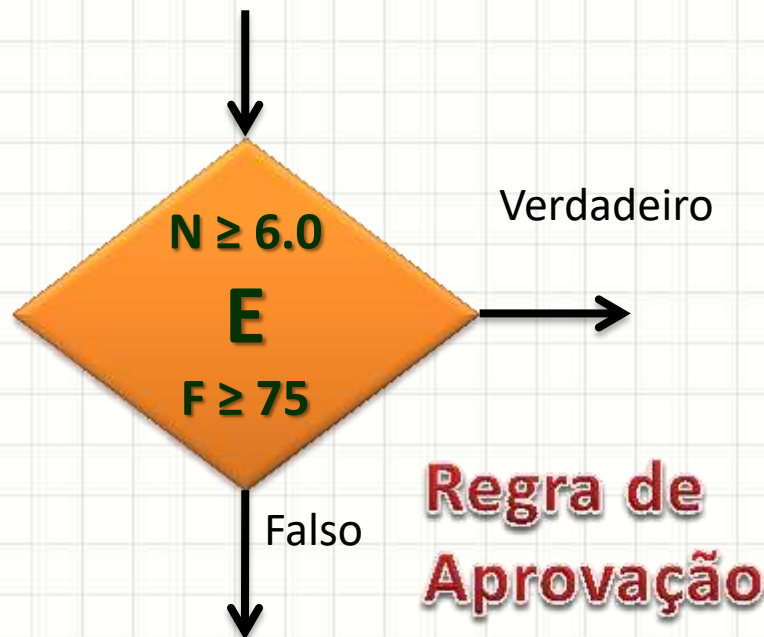 N ≥ 6.0
E
F ≥ 75
Verdadeiro
Falso
Regra de
Aprovação